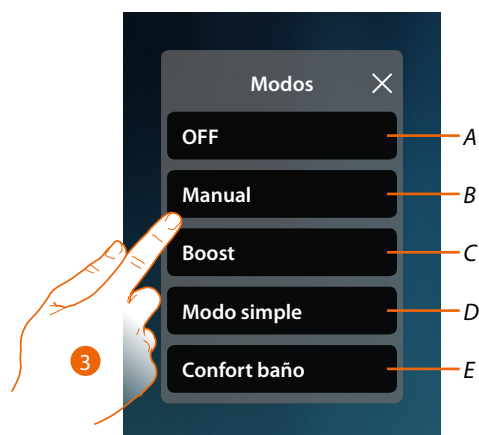 Modos
OFF
A
Manual
B
Boost
C
Modo simple
D
3
Confort baño
E